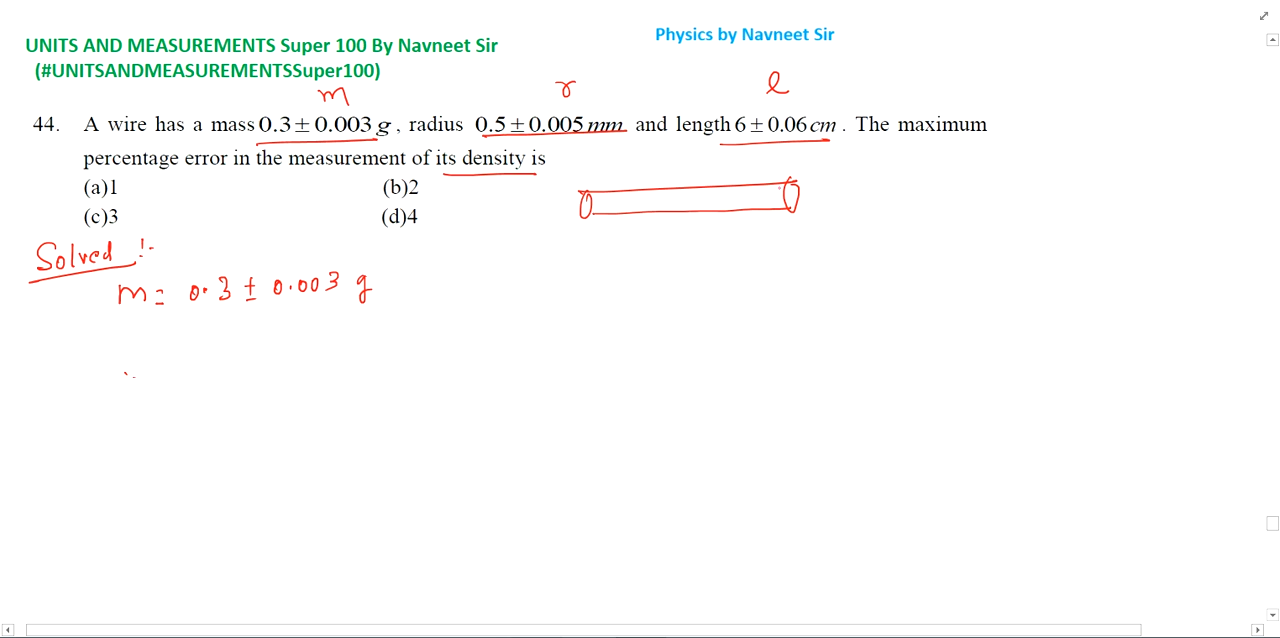 UNITS AND MEASUREMENTS Super 100 By Navneet Sir
Physics by Navneet Sir
(#UNITSANDMEASUREMENTSSuper100)
m r l
44. A wire has a mass 0.3 ± 0.003 g , radius 0.5 ± 0.005 mm and length 6 ± 0.06 cm . The maximum
percentage error in the measurement of its density is
(a)1 (b)2
(c)3 (d)4
Solved :-
m = 0.3 ± 0.003 g